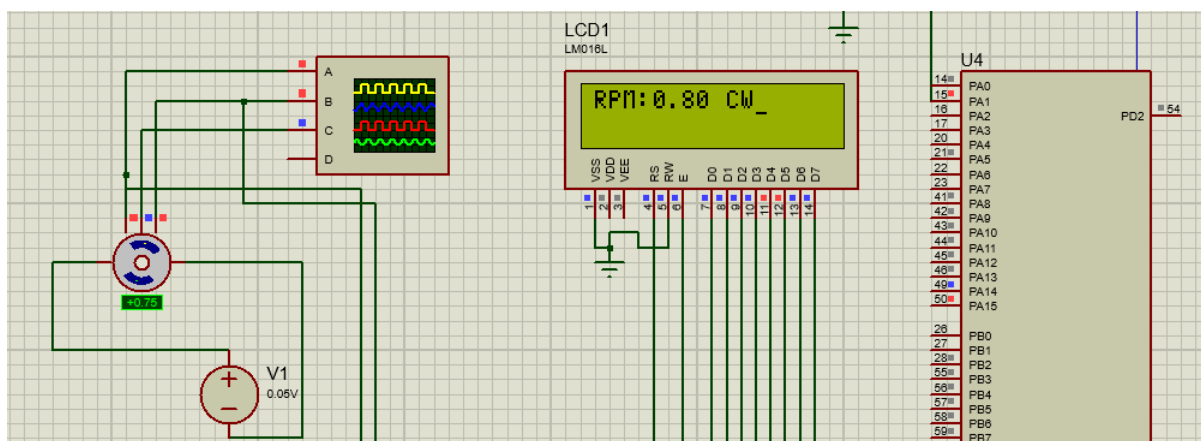 LCD1
LM016L
RPM:0.80 CW_
VSS
VDD
VEE
RS
RW
E
D0
D1
D2
D3
D4
D5
D6
D7
1
2
3
4
5
6
7
8
9
10
11
12
13
14
A
B
C
D
+0.75
V1
0.05V
U4
14 PA0
15 PA1
16 PA2
17 PA3
20 PA4
21 PA5
22 PA6
23 PA7
41 PA8
42 PA9
43 PA10
44 PA11
45 PA12
46 PA13
49 PA14
50 PA15
26 PB0
27 PB1
28 PB2
55 PB3
56 PB4
57 PB5
58 PB6
59 PB7
PD2 54